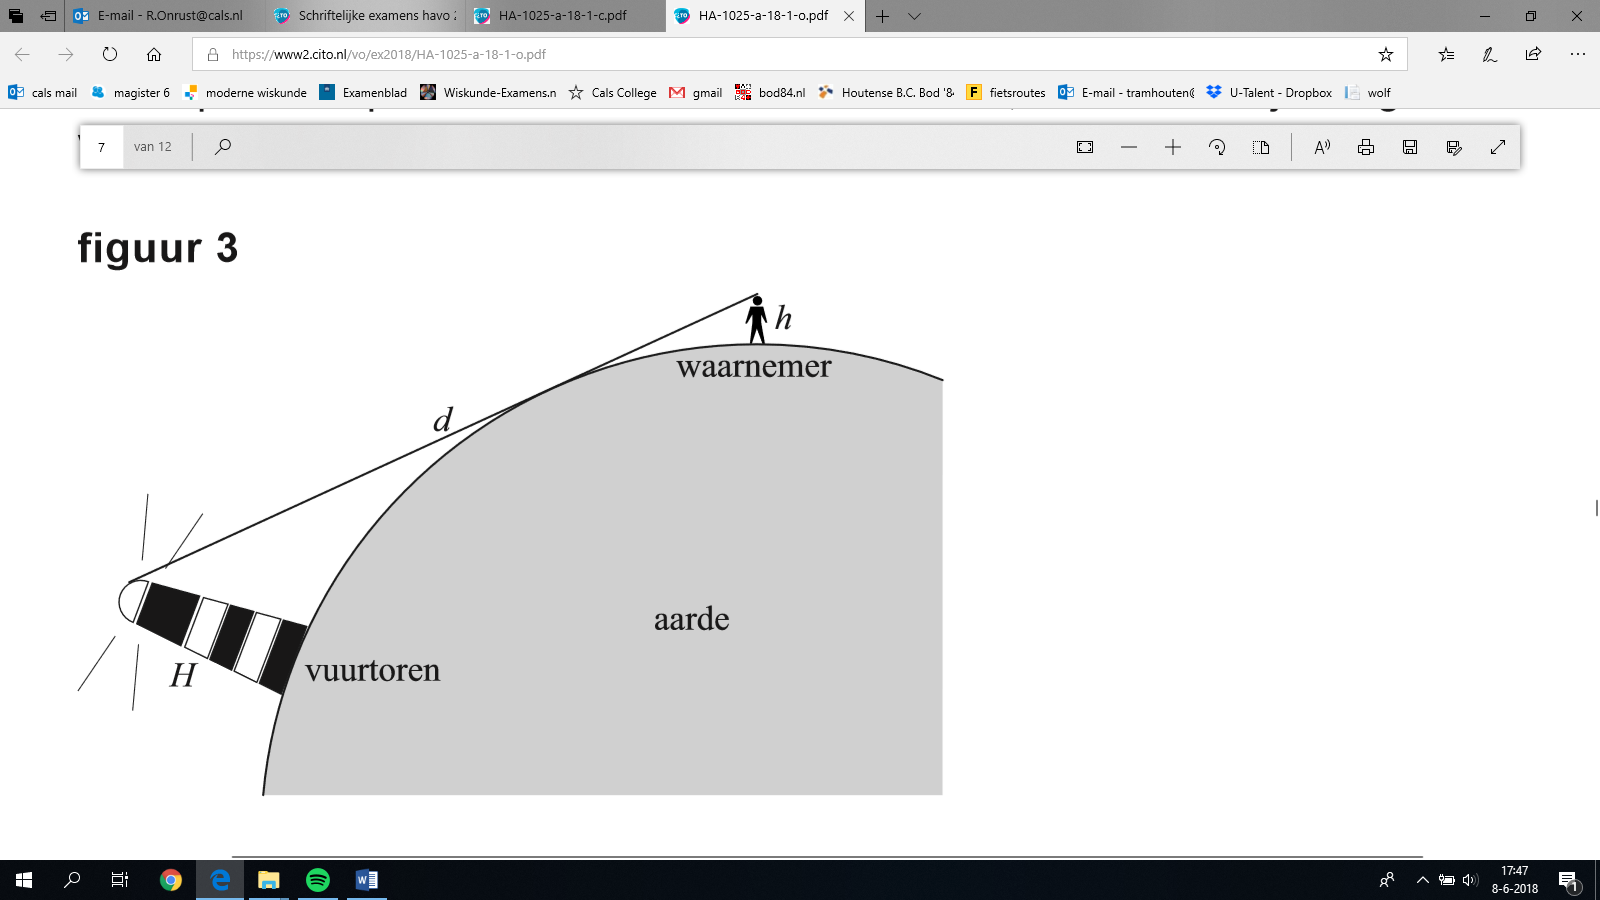 E-mail - R.Onrust@cals.nl
Schriftelijke examens havo 2
HA-1025-a-18-1-c.pdf
HA-1025-a-18-1-o.pdf
https://www2.cito.nl/vo/ex2018/HA-1025-a-18-1-o.pdf
cals mail magister 6 moderne wiskunde Examenblad Wiskunde-Examens.n Cals College gmail bod84.nl Houtense B.C. Bod '84 fietsroutes E-mail - tramhouten@ U-Talent - Dropbox wolf
7 van 12
figuur 3
h
waarnemer
d
aarde
H
vuurtoren
17:47
8-6-2018
1